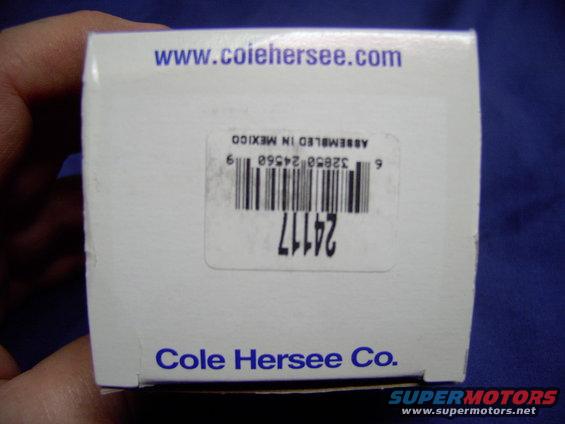 www.colehersee.com
24117
6 32850 24560 9
ASSEMBLED IN MEXICO
Cole Hersee Co.
SUPERMOTORS
www.supermotors.net